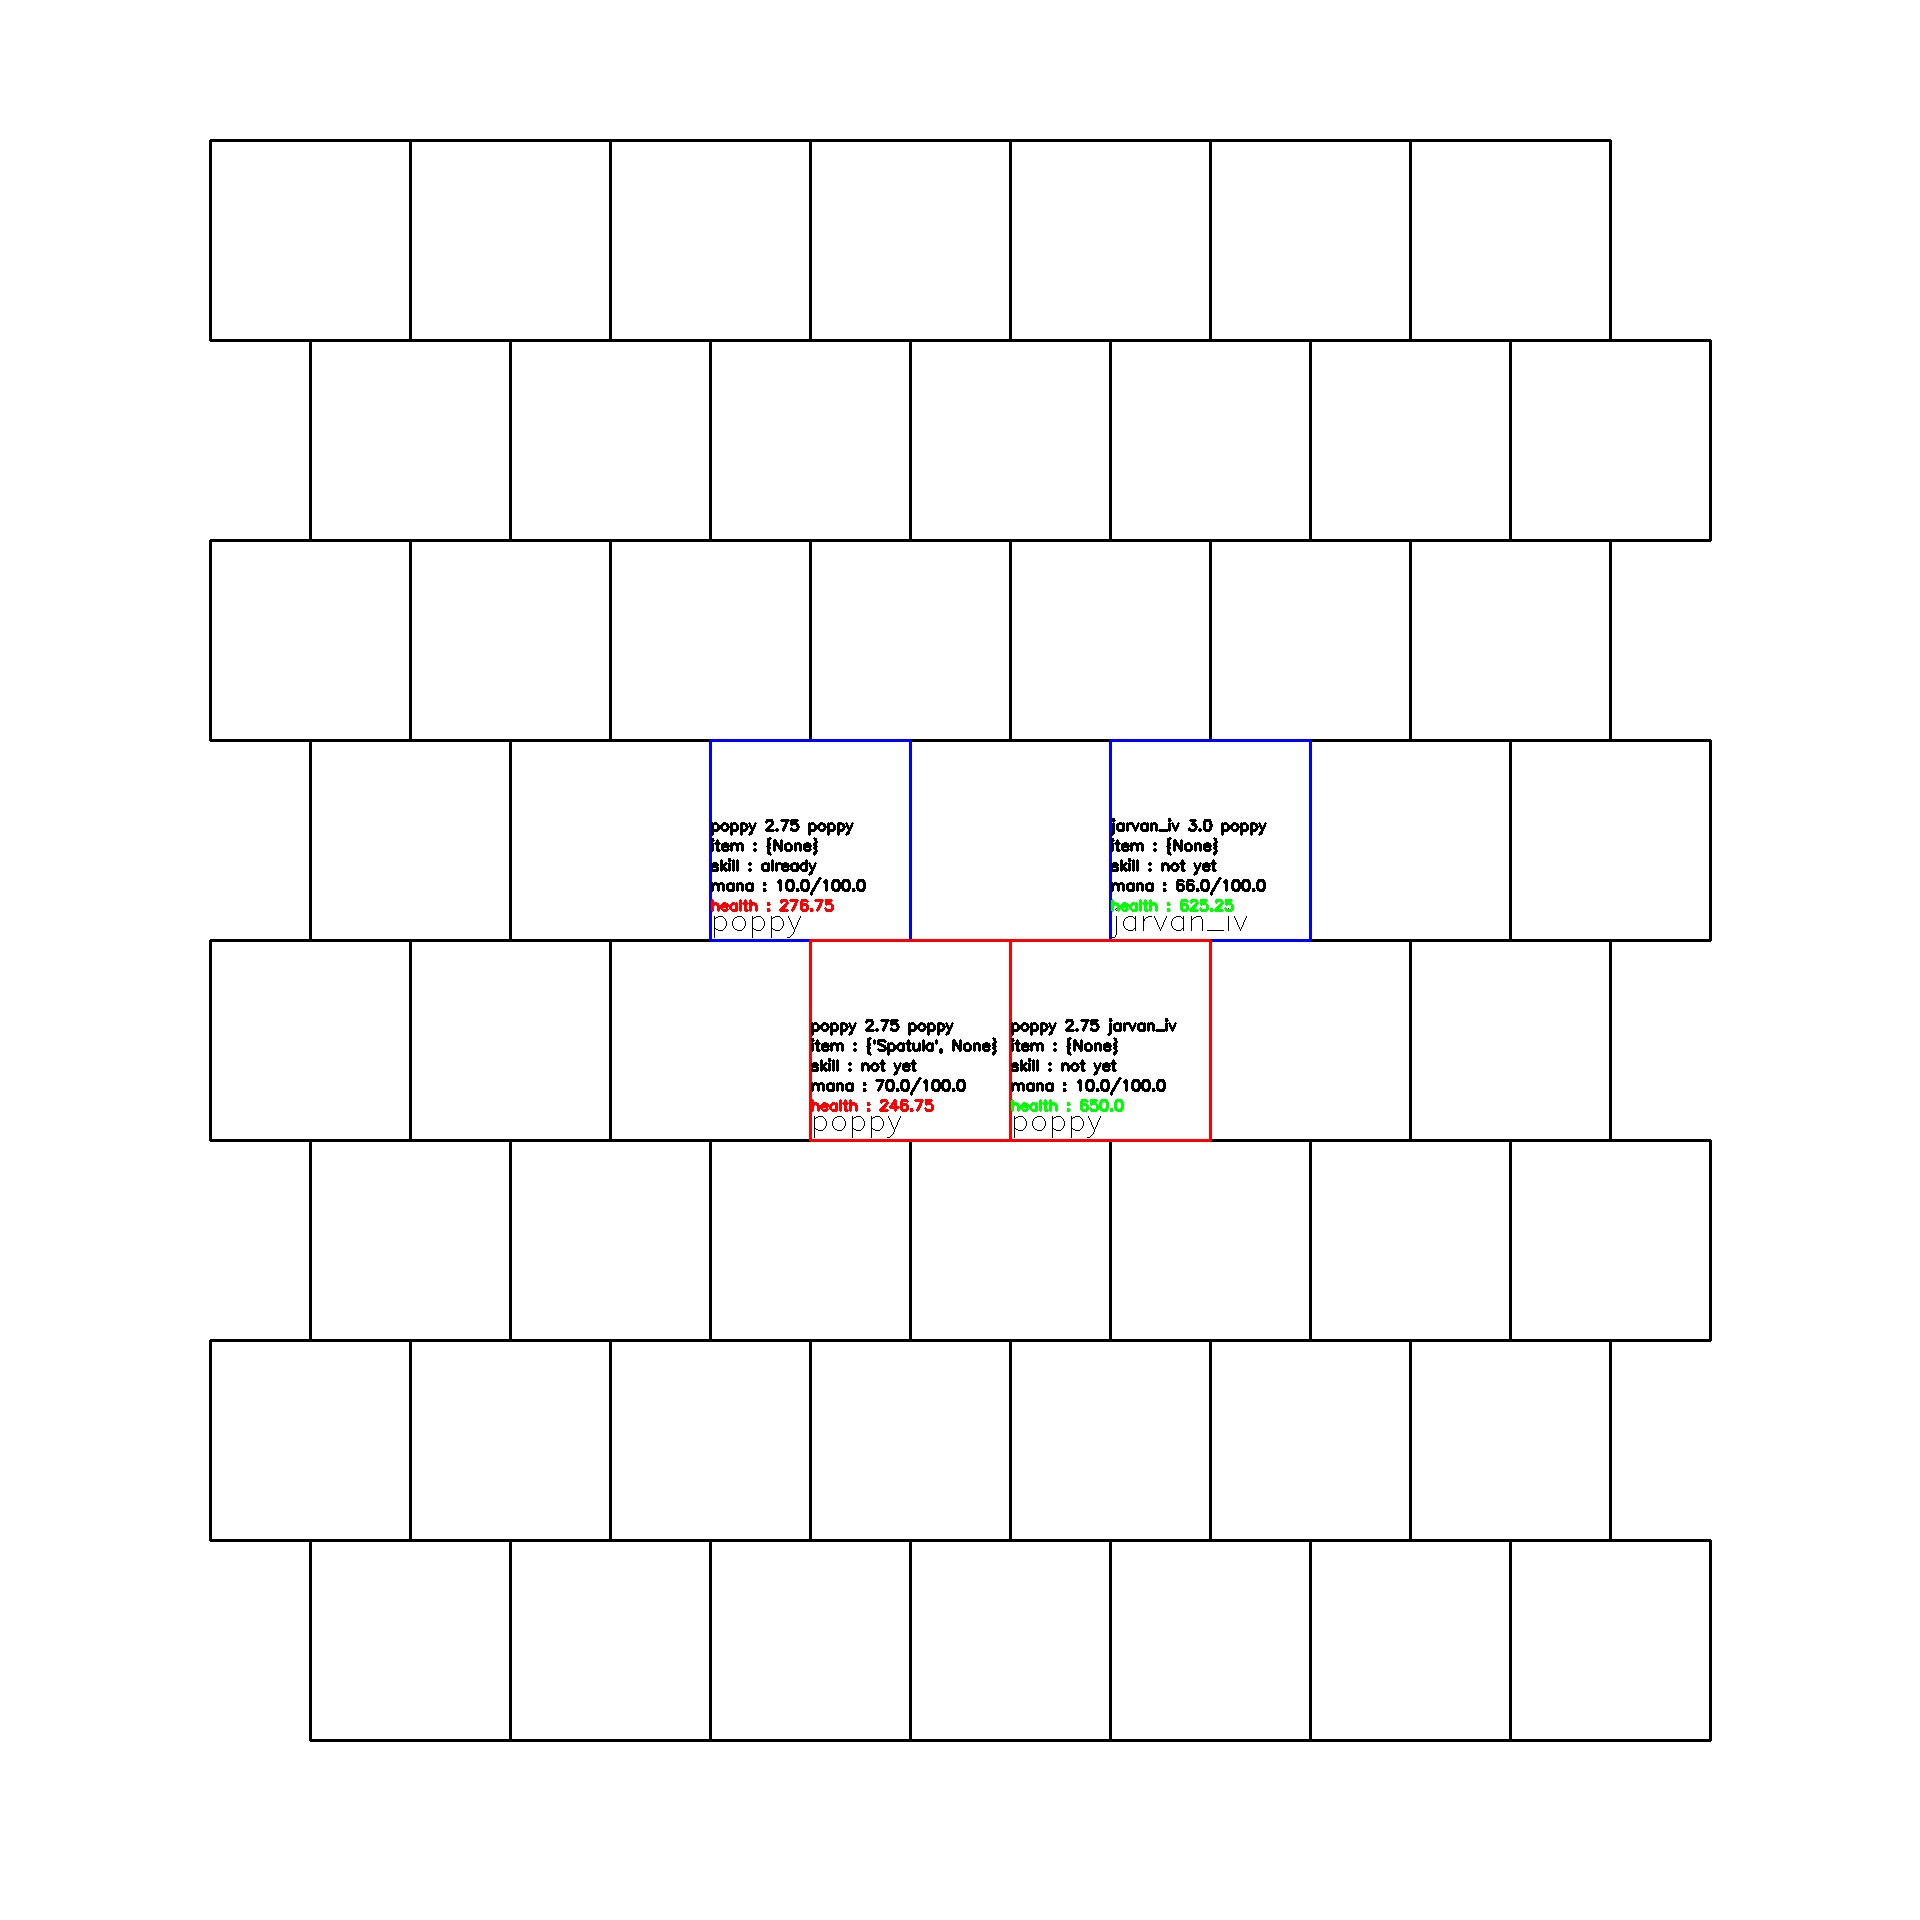 poppy 2.75 poppy
item : {None}
skill : already
mana : 10.0/100.0
health : 276.75
poppy
jarvan_iv 3.0 poppy
item : {None}
skill : not yet
mana : 66.0/100.0
health : 625.25
jarvan_iv
poppy 2.75 poppy
item : {'Spatula', None}
skill : not yet
mana : 70.0/100.0
health : 246.75
poppy
poppy 2.75 jarvan_iv
item : {None}
skill : not yet
mana : 10.0/100.0
health : 650.0
poppy